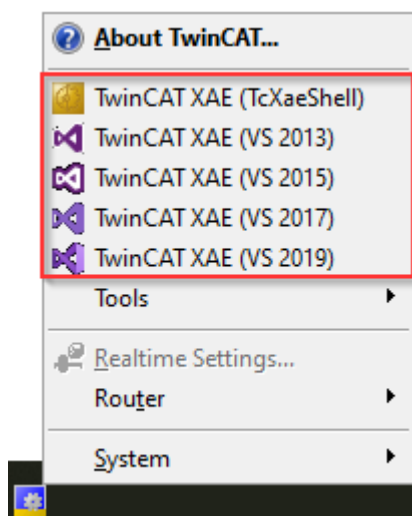 About TwinCAT...
TwinCAT XAE (TcXaeShell)
TwinCAT XAE (VS 2013)
TwinCAT XAE (VS 2015)
TwinCAT XAE (VS 2017)
TwinCAT XAE (VS 2019)
Tools
Realtime Settings...
Router
System